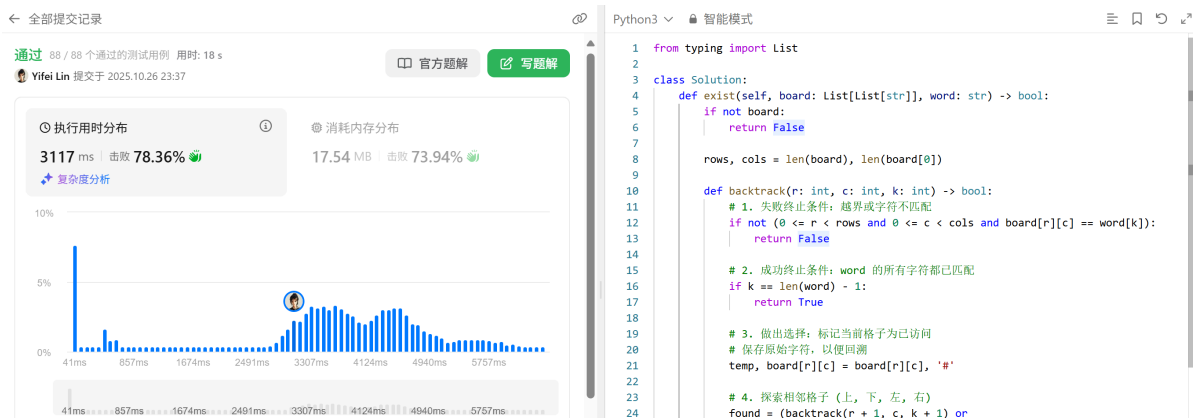 全部提交记录
通过 88 / 88 个通过的测试用例 用时: 18 s
Yifei Lin 提交于 2025.10.26 23:37
官方题解
写题解
执行用时分布
3117 ms 击败 78.36%
复杂度分析
消耗内存分布
17.54 MB 击败 73.94%
10%
5%
0%
41ms 857ms 1674ms 2491ms 3307ms 4124ms 4940ms 5757ms
41ms 857ms 1674ms 2491ms 3307ms 4124ms 4940ms 5757ms
Python3 智能模式
1 from typing import List
2
3 class Solution:
4 def exist(self, board: List[List[str]], word: str) -> bool:
5 if not board:
6 return False
7
8 rows, cols = len(board), len(board[0])
9
10 def backtrack(r: int, c: int, k: int) -> bool:
11 # 1. 失败终止条件：越界或字符不匹配
12 if not (0 <= r < rows and 0 <= c < cols and board[r][c] == word[k]):
13 return False
14
15 # 2. 成功终止条件：word 的所有字符都已匹配
16 if k == len(word) - 1:
17 return True
18
19 # 3. 做出选择：标记当前格子为已访问
20 # 保存原始字符，以便回溯
21 temp, board[r][c] = board[r][c], '#'
22
23 # 4. 探索相邻格子 (上, 下, 左, 右)
24 found = (backtrack(r + 1, c, k + 1) or